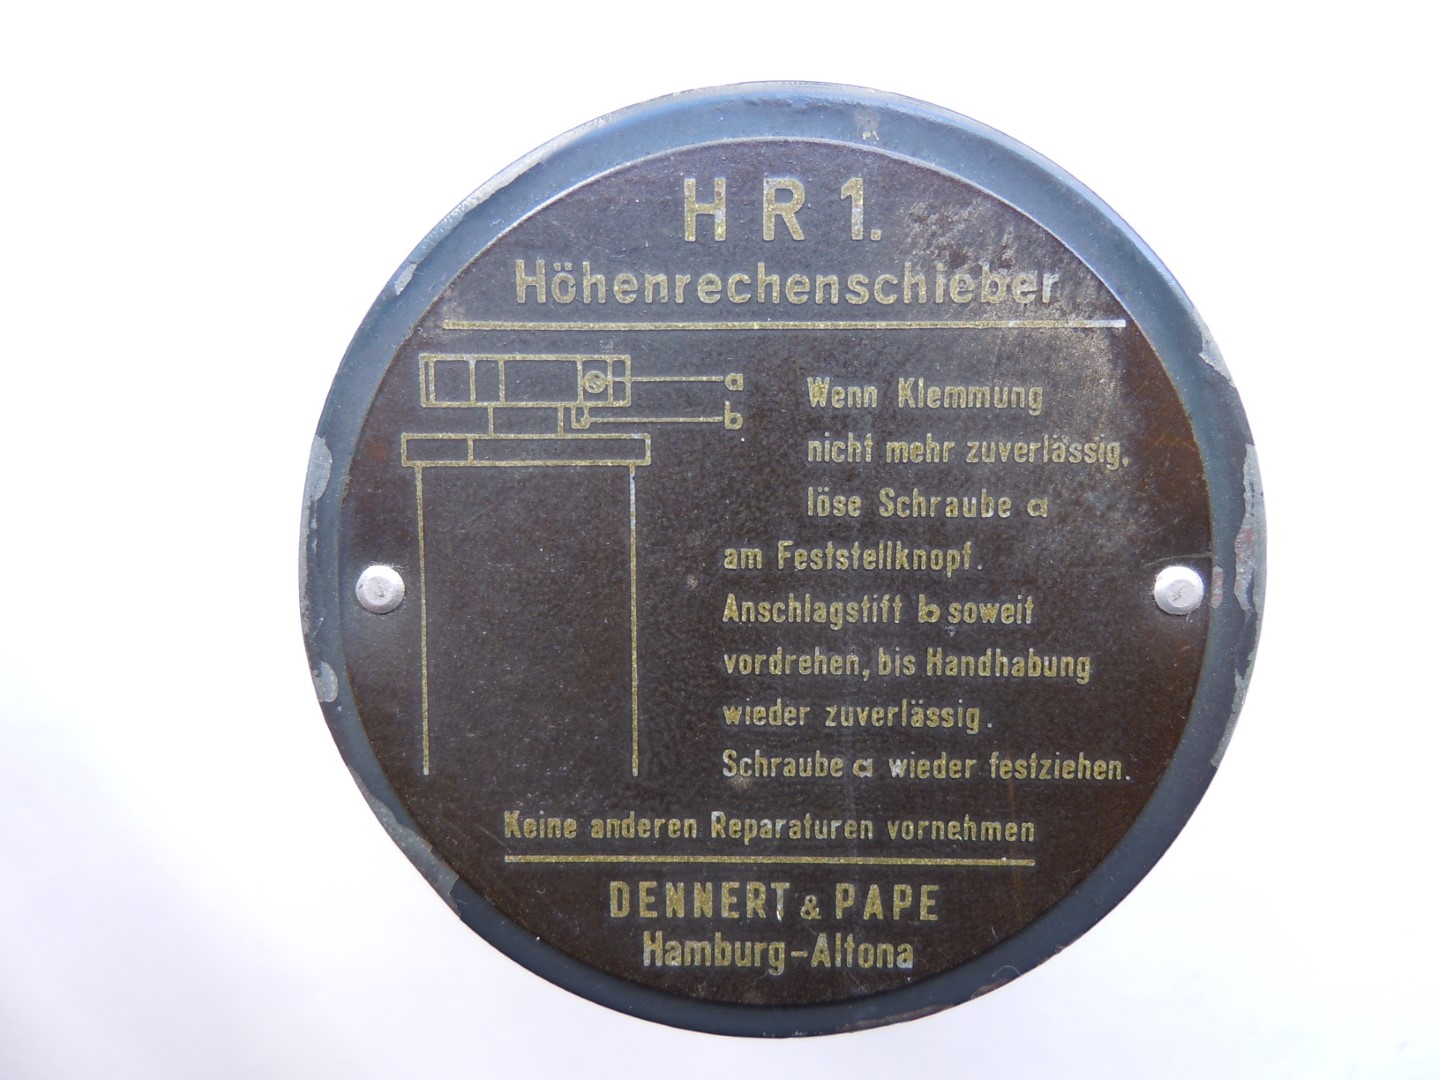 H R 1.
Höhenrechenschieber
a
b
Wenn Klemmung
nicht mehr zuverlässig,
löse Schraube a
am Feststellknopf.
Anschlagstift b soweit
vordrehen, bis Handhabung
wieder zuverlässig.
Schraube a wieder festziehen.
Keine anderen Reparaturen vornehmen
DENNERT & PAPE
Hamburg-Altona